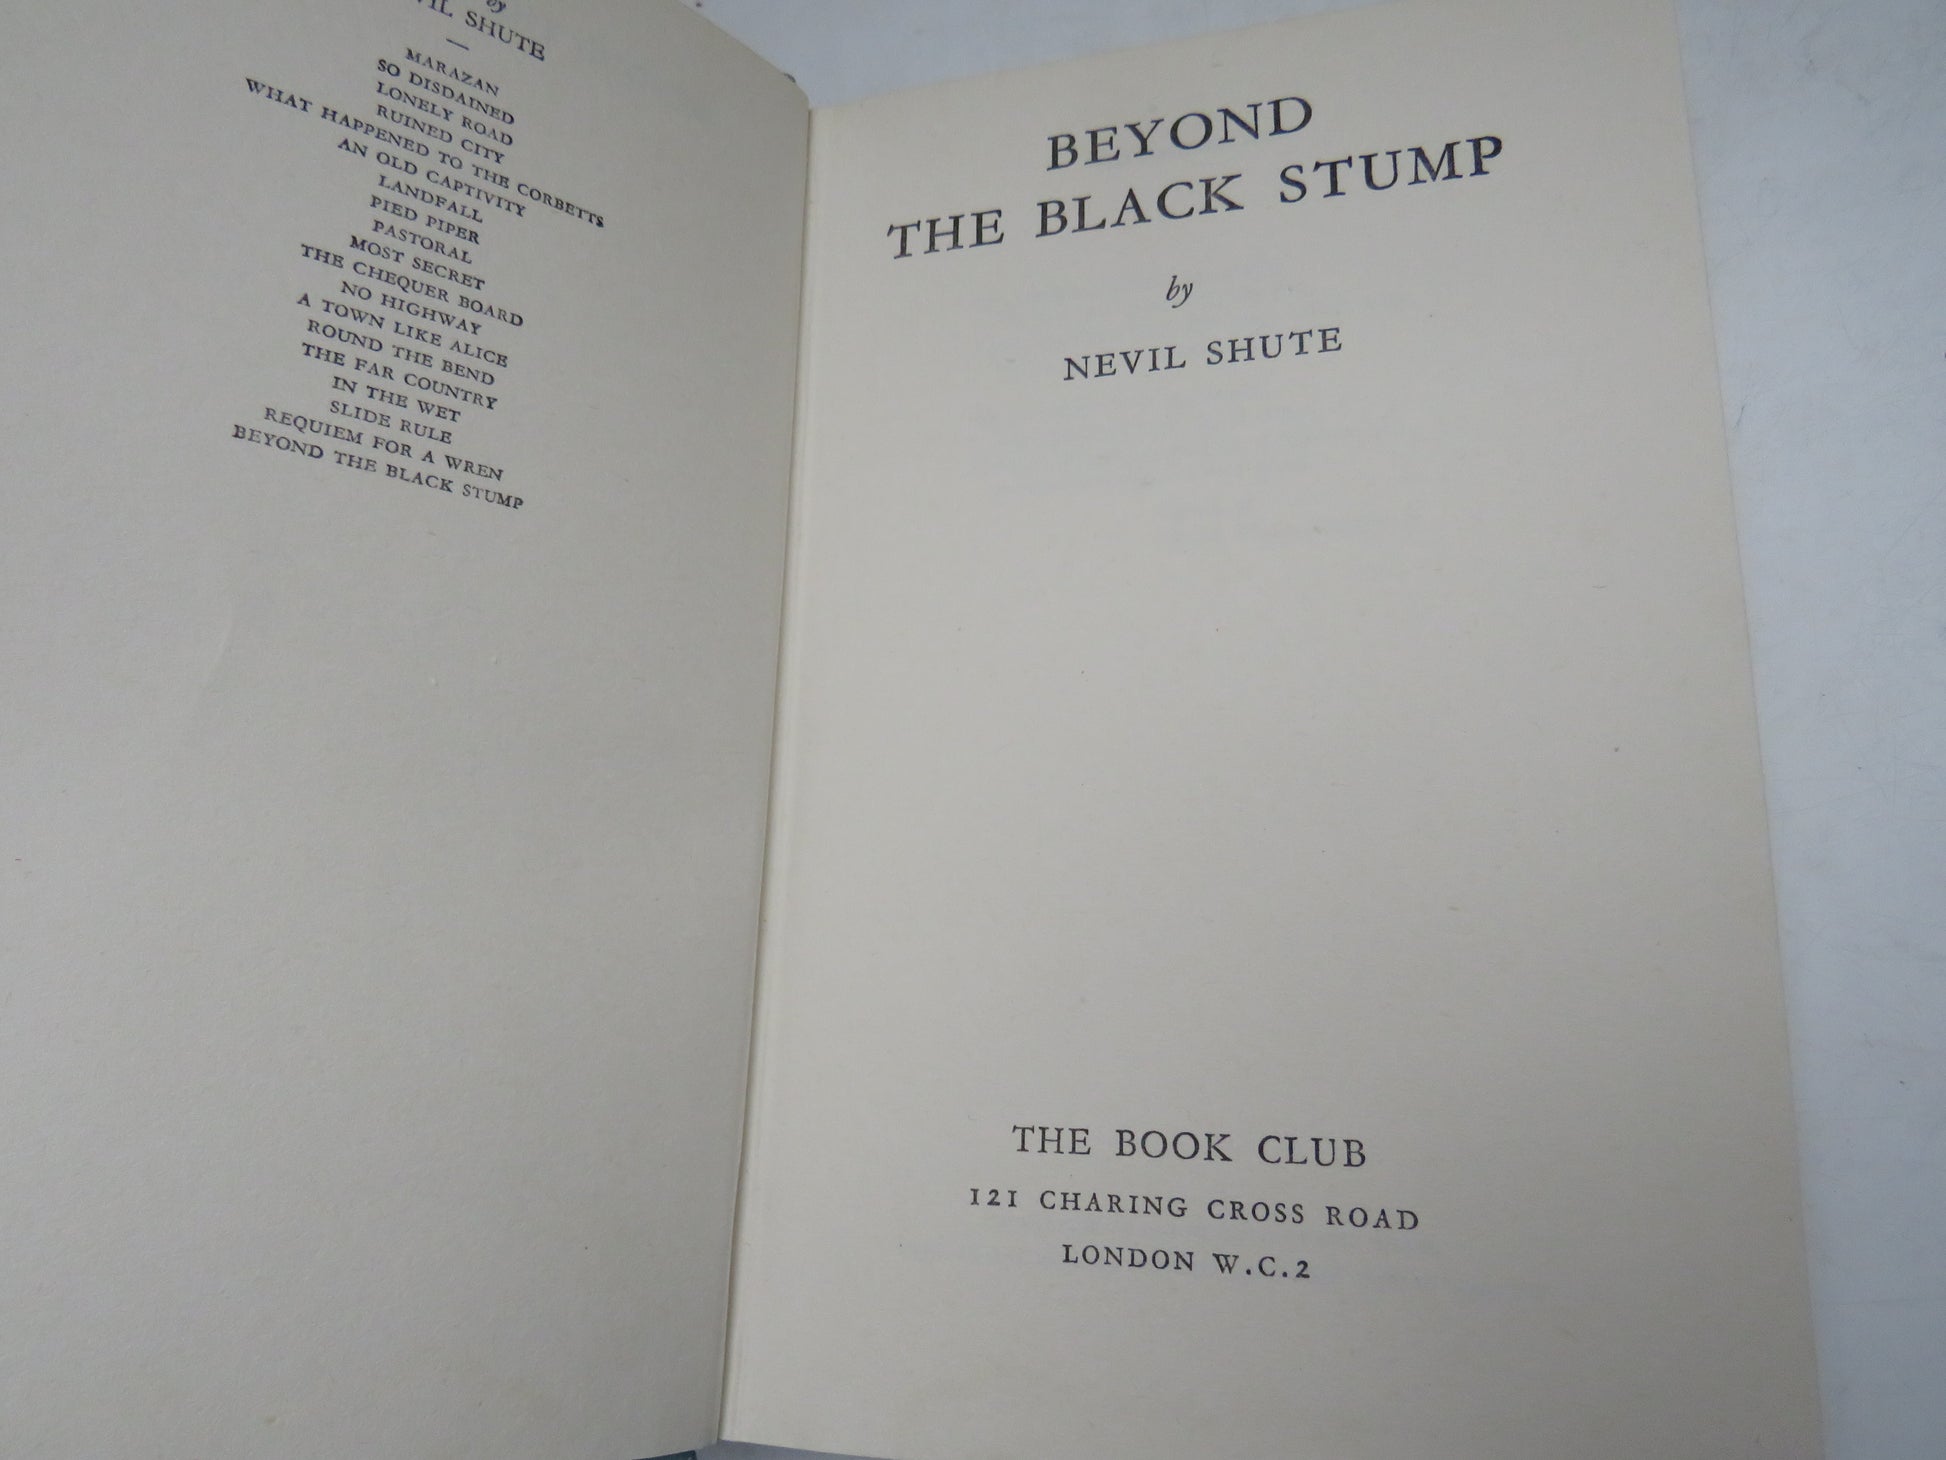 by
SHUTE
MARAZAN
SO DISDAINED
LONELY ROAD
RUINED CITY
WHAT HAPPENED TO THE CORBETTS
AN OLD CAPTIVITY
LANDFALL
PIED PIPER
PASTORAL
MOST SECRET
THE CHEQUER BOARD
NO HIGHWAY
A TOWN LIKE ALICE
ROUND THE BEND
THE FAR COUNTRY
IN THE WET
SLIDE RULE
REQUIEM FOR A WREN
BEYOND THE BLACK STUMP
BEYOND
THE BLACK STUMP
by
NEVIL SHUTE
THE BOOK CLUB
121 CHARING CROSS ROAD
LONDON W.C.2